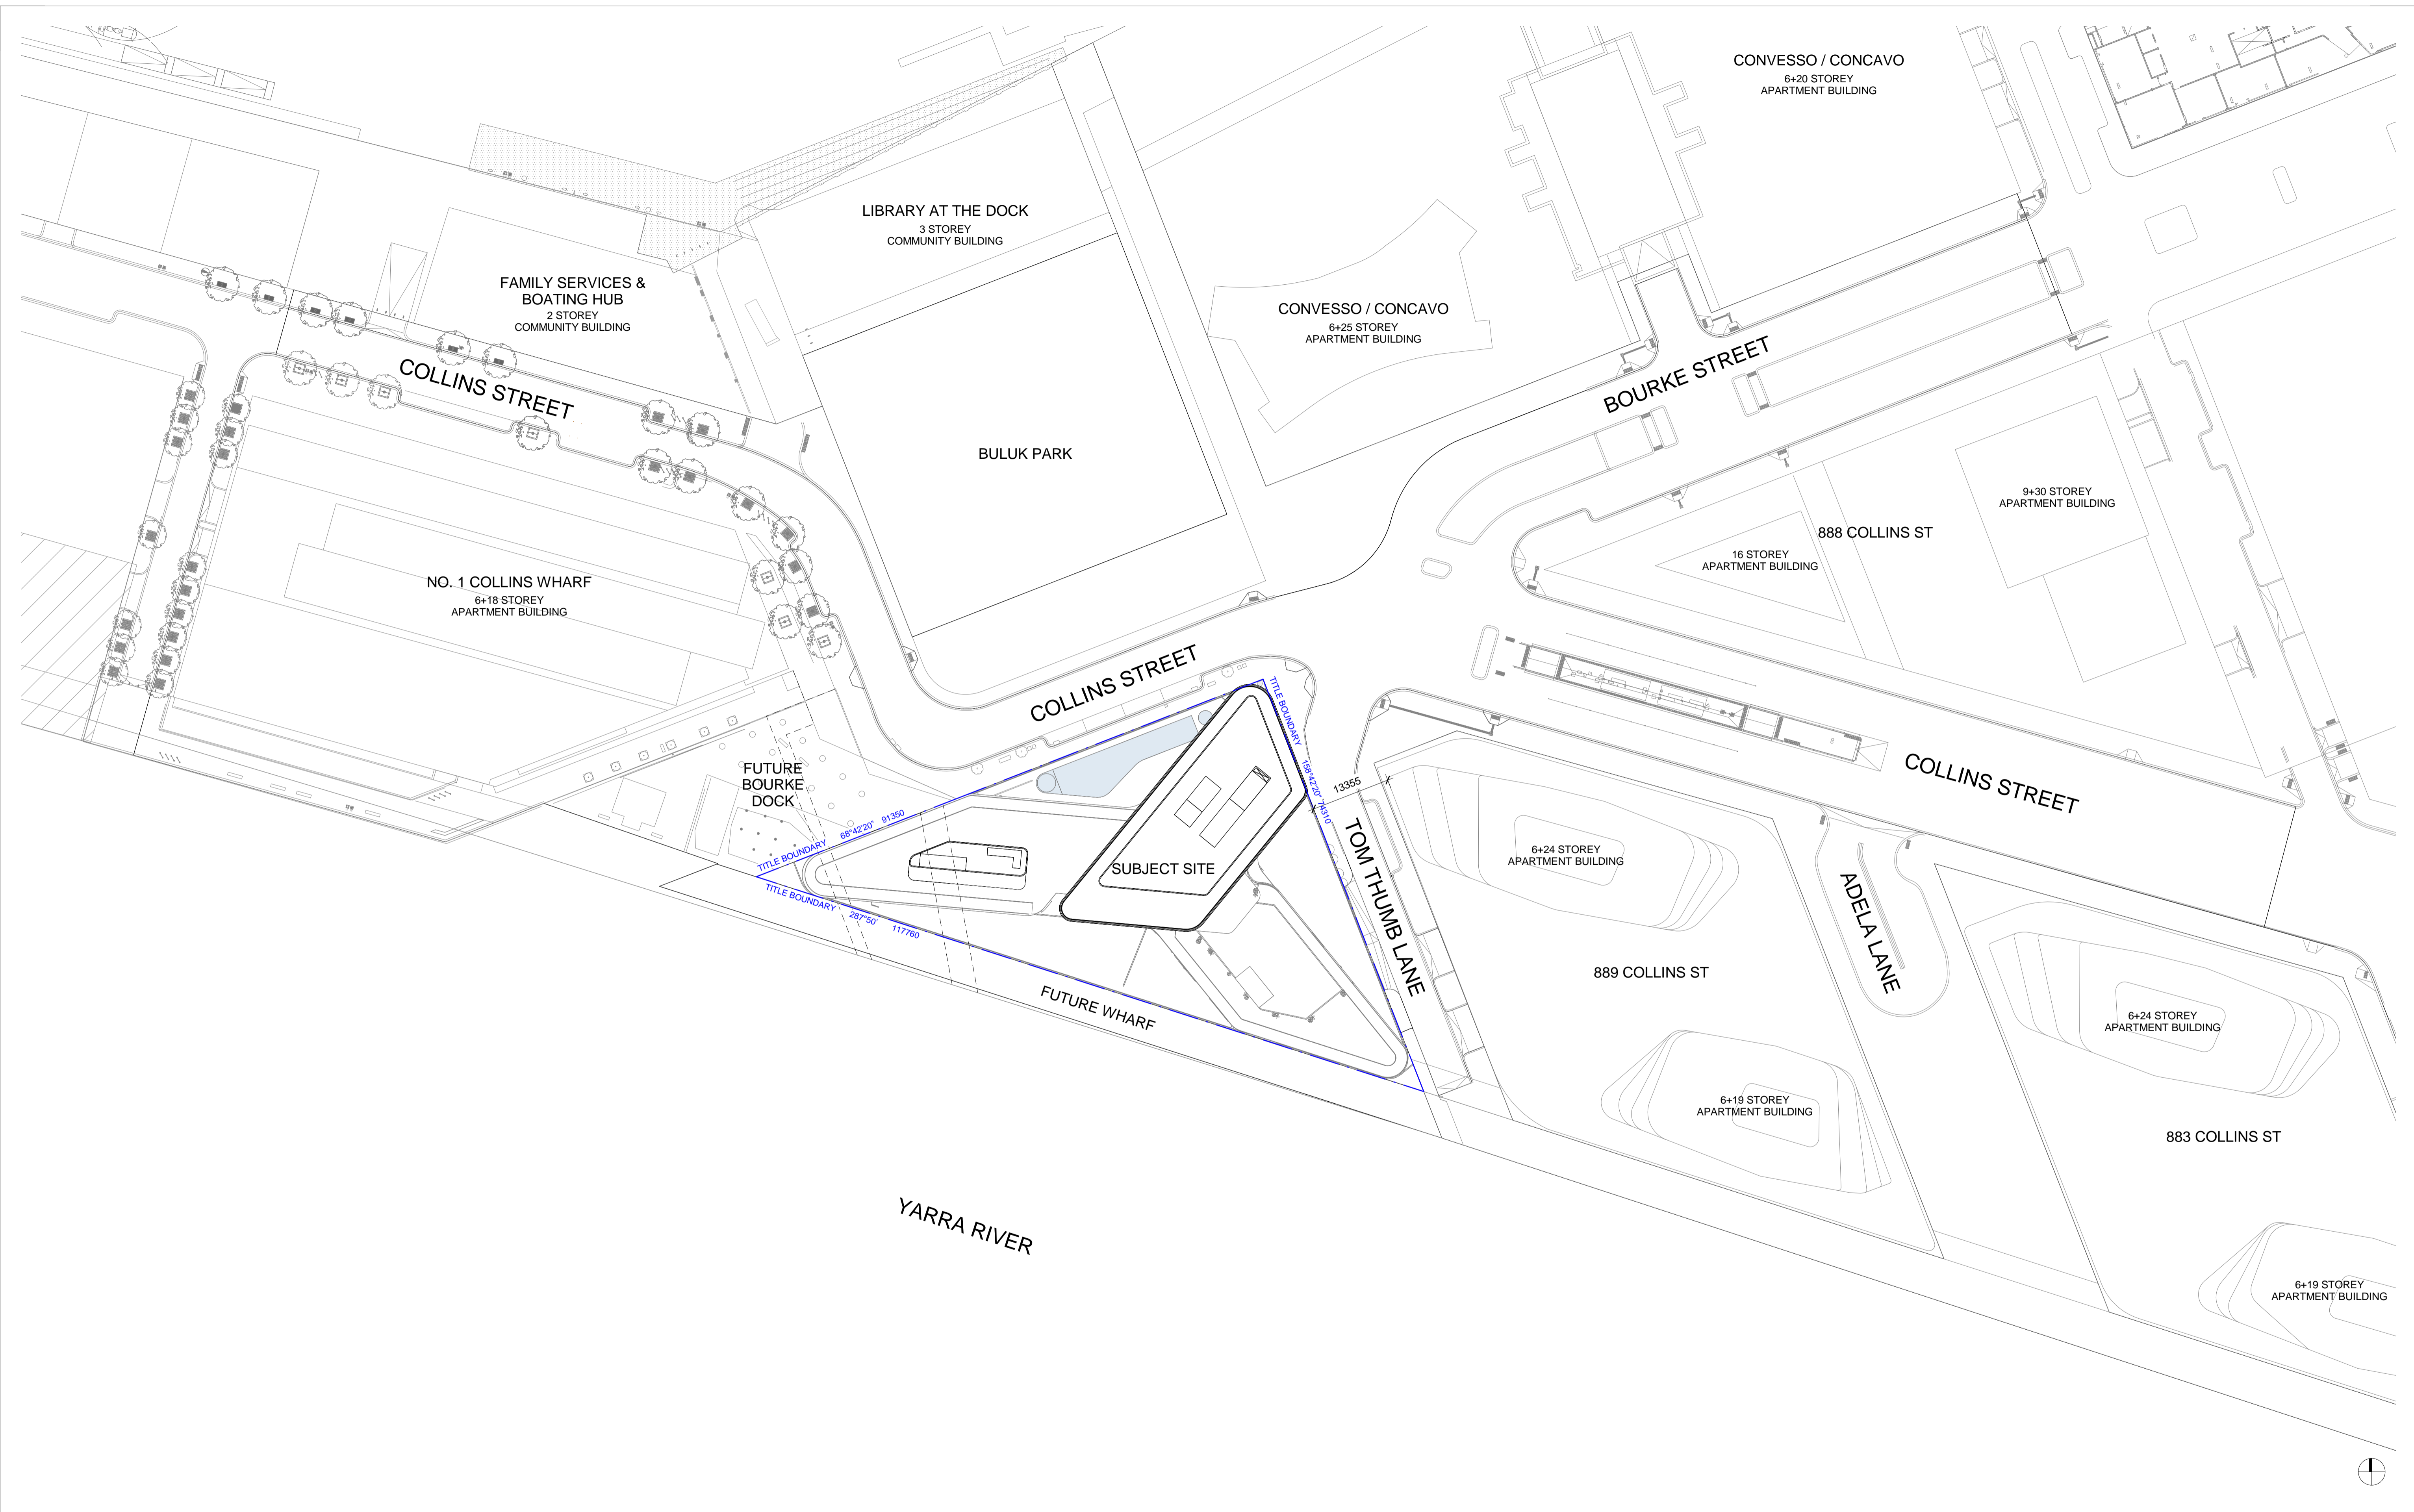 CONVESSO / CONCAVO
6+20 STOREY
APARTMENT BUILDING
LIBRARY AT THE DOCK
3 STOREY
COMMUNITY BUILDING
FAMILY SERVICES &
BOATING HUB
2 STOREY
COMMUNITY BUILDING
CONVESSO / CONCAVO
6+25 STOREY
APARTMENT BUILDING
COLLINS STREET
BOURKE STREET
BULUK PARK
9+30 STOREY
APARTMENT BUILDING
888 COLLINS ST
16 STOREY
APARTMENT BUILDING
NO. 1 COLLINS WHARF
6+18 STOREY
APARTMENT BUILDING
COLLINS STREET
TITLE BOUNDARY
158°42'20" 74310
13355
COLLINS STREET
FUTURE
BOURKE
DOCK
68°42'20" 91350
TITLE BOUNDARY
TITLE BOUNDARY
287°50' 117760
SUBJECT SITE
TOM THUMB LANE
6+24 STOREY
APARTMENT BUILDING
ADELA LANE
889 COLLINS ST
FUTURE WHARF
6+24 STOREY
APARTMENT BUILDING
6+19 STOREY
APARTMENT BUILDING
883 COLLINS ST
YARRA RIVER
6+19 STOREY
APARTMENT BUILDING